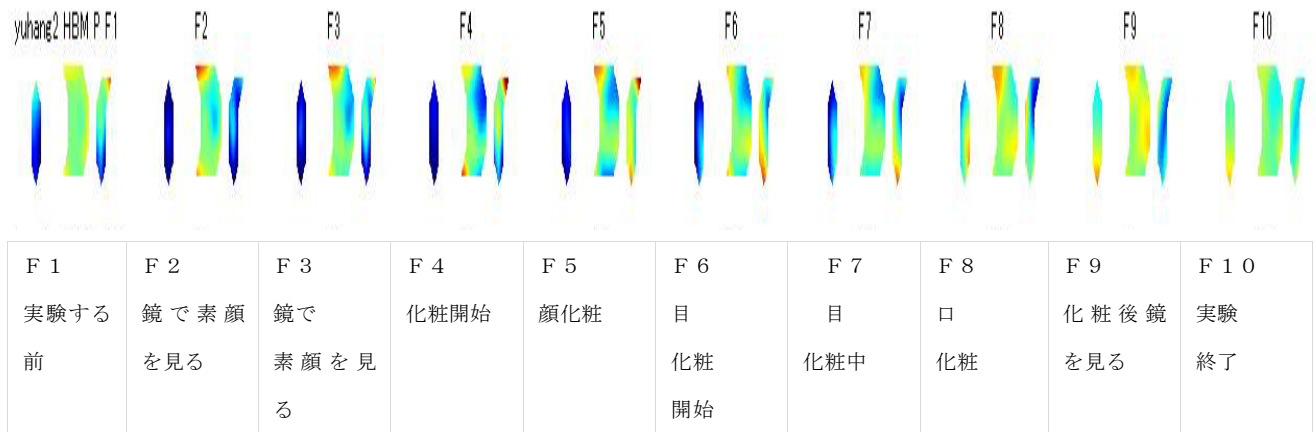 yuhang2 HBM P F1 F2 F3 F4 F5 F6 F7 F8 F9 F10
F1
実験する
前
F2
鏡で素顔
を見る
F3
鏡で
素顔を見
る
F4
化粧開始
F5
顔化粧
F6
目
化粧
開始
F7
目
化粧中
F8
口
化粧
F9
化粧後鏡
を見る
F10
実験
終了